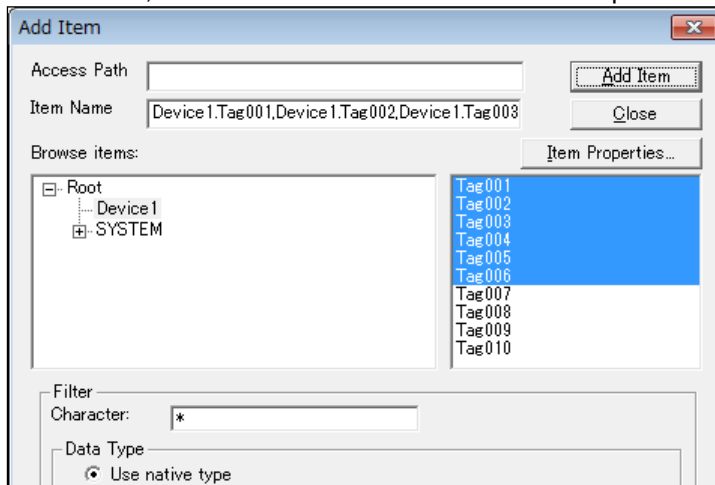 Add Item
Access Path
Add Item
Item Name
Device1.Tag001,Device1.Tag002,Device1.Tag003
Close
Browse items:
Item Properties...
Root
Device1
SYSTEM
Tag001
Tag002
Tag003
Tag004
Tag005
Tag006
Tag007
Tag008
Tag009
Tag010
Filter
Character:
*
Data Type
Use native type